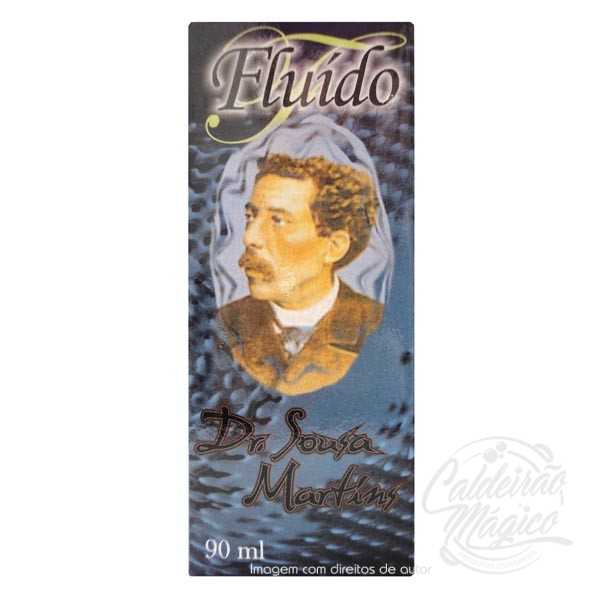 Fluído
Dr. Sousa
Martins
90 ml
Imagem com direitos de autor
Caldeirão
Mágico